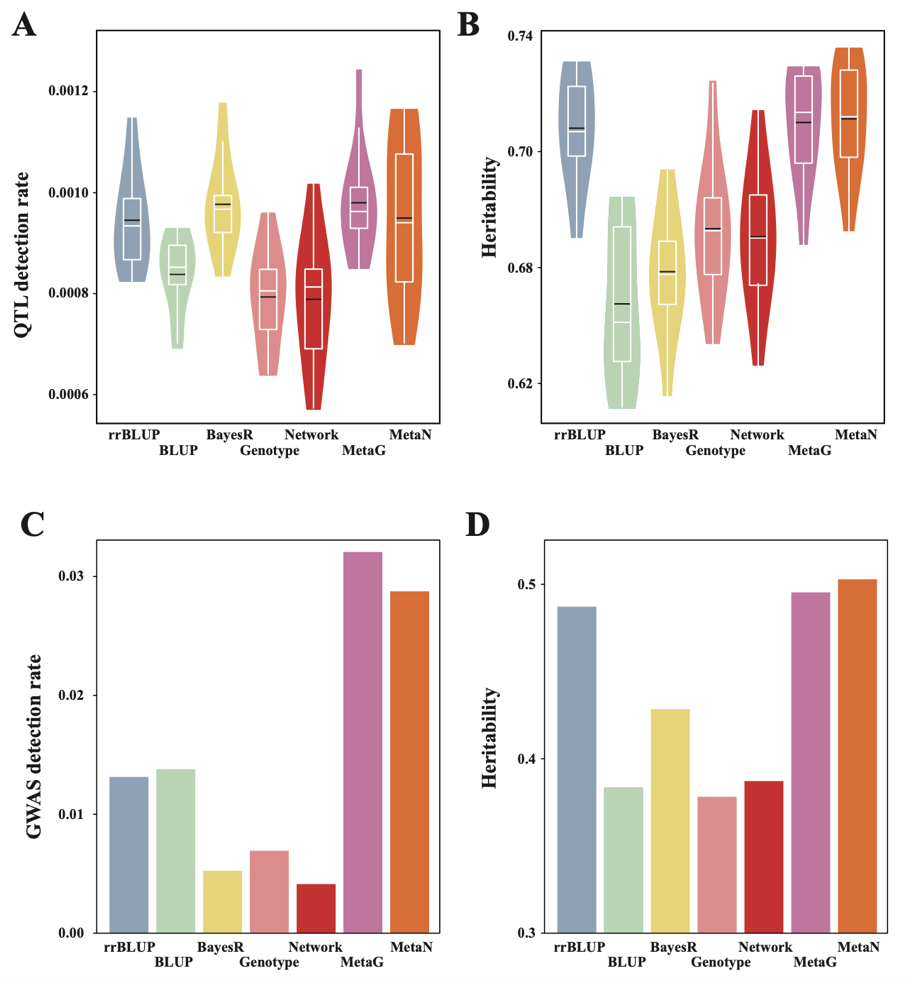 A
QTL detection rate
0.0012
0.0010
0.0008
0.0006
rrBLUP BayesR Network MetaN
BLUP Genotype MetaG
B
Heritability
0.74
0.70
0.68
0.62
rrBLUP BayesR Network MetaN
BLUP Genotype MetaG
C
GWAS detection rate
0.03
0.02
0.01
0.00
rrBLUP BayesR Network MetaN
BLUP Genotype MetaG
D
Heritability
0.5
0.4
0.3
rrBLUP BayesR Network MetaN
BLUP Genotype MetaG